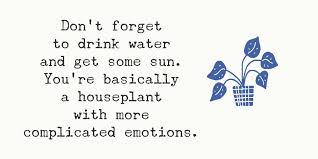 Don't forget
to drink water
and get some sun.
You're basically
a houseplant
with more
complicated emotions.